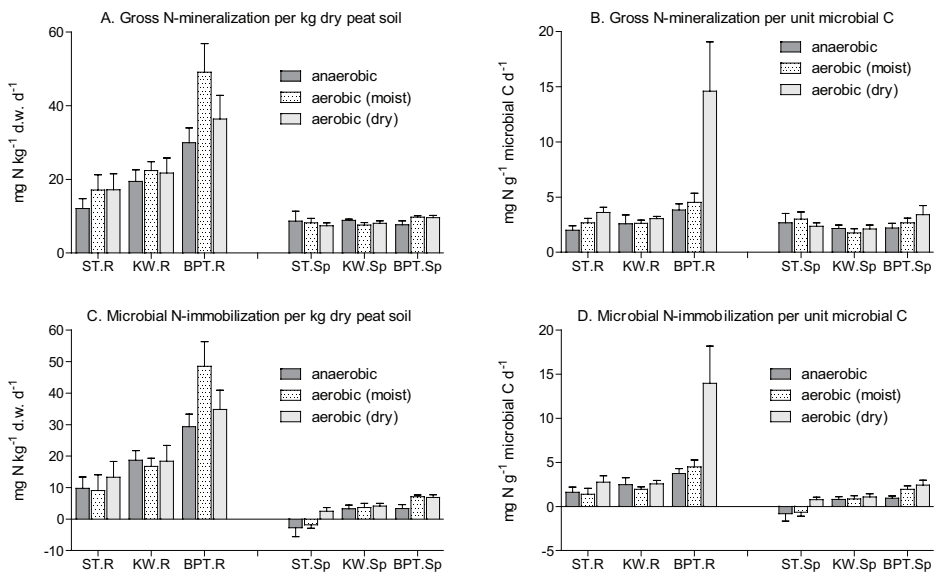 A. Gross N-mineralization per kg dry peat soil
mg N kg⁻¹ d.w. d⁻¹
60
40
20
0
anaerobic
aerobic (moist)
aerobic (dry)
ST.R KW.R BPT.R ST.Sp KW.Sp BPT.Sp
B. Gross N-mineralization per unit microbial C
mg N g⁻¹ microbial C d⁻¹
20
15
10
5
0
anaerobic
aerobic (moist)
aerobic (dry)
ST.R KW.R BPT.R ST.Sp KW.Sp BPT.Sp
C. Microbial N-immobilization per kg dry peat soil
mg N kg⁻¹ d.w. d⁻¹
60
50
40
30
20
10
0
-10
anaerobic
aerobic (moist)
aerobic (dry)
ST.R KW.R BPT.R ST.Sp KW.Sp BPT.Sp
D. Microbial N-immobilization per unit microbial C
mg N g⁻¹ microbial C d⁻¹
20
15
10
5
0
-5
anaerobic
aerobic (moist)
aerobic (dry)
ST.R KW.R BPT.R ST.Sp KW.Sp BPT.Sp